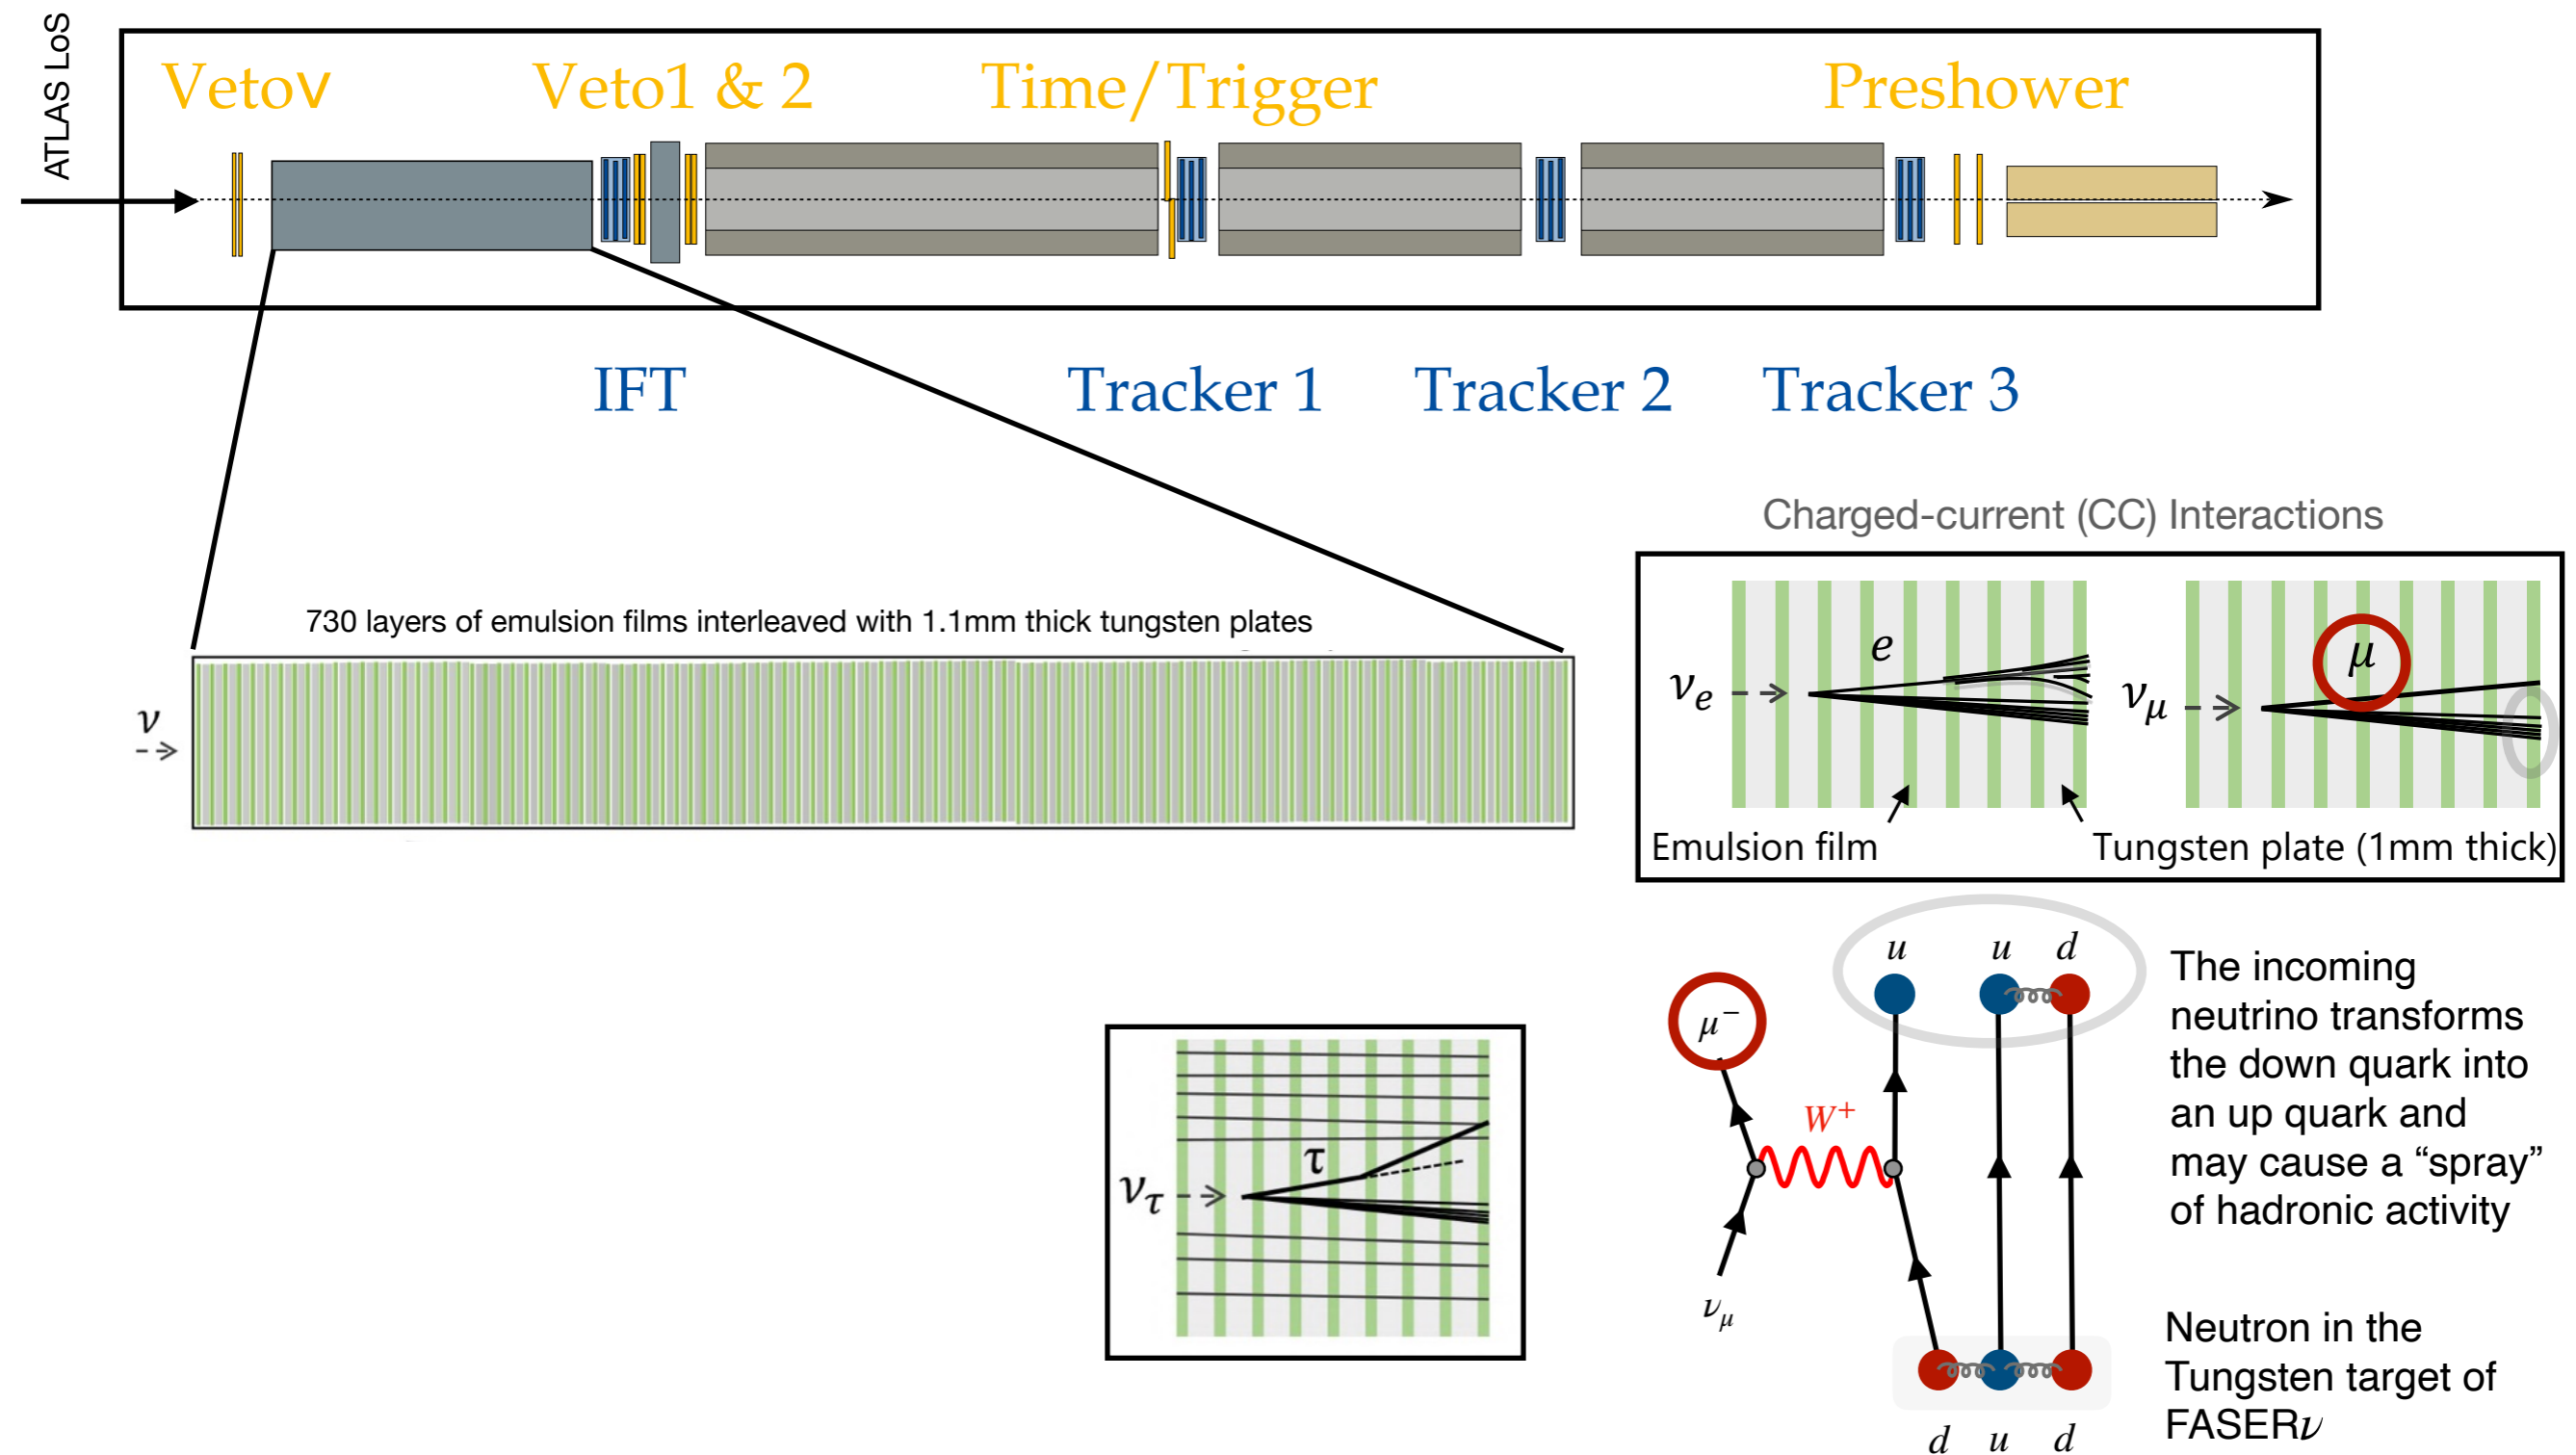 ATLAS LoS
Vetoν
Veto1 & 2
Time/Trigger
Preshower
IFT
Tracker 1
Tracker 2
Tracker 3
Charged-current (CC) Interactions
730 layers of emulsion films interleaved with 1.1mm thick tungsten plates
ν
e
νe
μ
νμ
Emulsion film
Tungsten plate (1mm thick)
u
u
d
μ⁻
W⁺
νμ
The incoming
neutrino transforms
the down quark into
an up quark and
may cause a “spray”
of hadronic activity
τ
ντ
Neutron in the
Tungsten target of
FASERν
d
u
d